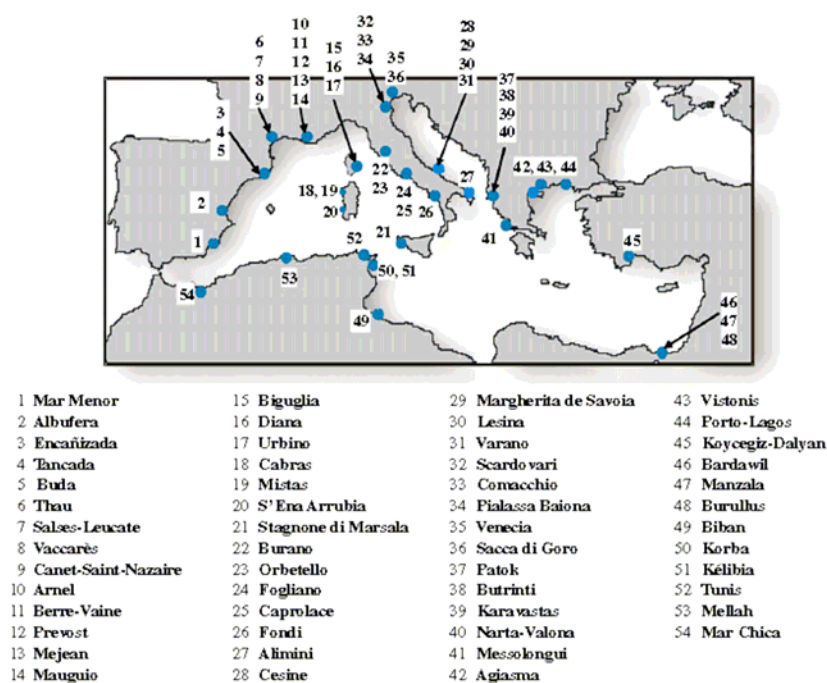 6
7
8
9
10
11
12
13
14
15
16
17
32
33
34
35
36
28
29
30
31
37
38
39
40
3
4
5
2
1
18, 19
20
22
23
24
25
26
27
42, 43, 44
41
21
45
52
50, 51
53
54
49
46
47
48
1 Mar Menor
2 Albufera
3 Encañizada
4 Tancada
5 Buda
6 Thau
7 Salses-Leucate
8 Vaccarès
9 Canet-Saint-Nazaire
10 Arnel
11 Berre-Vaine
12 Prevost
13 Mejean
14 Mauguio
15 Biguglia
16 Diana
17 Urbino
18 Cabras
19 Mistas
20 S'Ena Arrubia
21 Stagnone di Marsala
22 Burano
23 Orbetello
24 Fogliano
25 Caprolace
26 Fondi
27 Alimini
28 Cesine
29 Margherita de Savoia
30 Lesina
31 Varano
32 Scardovari
33 Comacchio
34 Pialassa Baiona
35 Venecia
36 Sacca di Goro
37 Patok
38 Butrinti
39 Karavastas
40 Narta-Valona
41 Messolongui
42 Agiasma
43 Vistonis
44 Porto-Lagos
45 Koycegiz-Dalyan
46 Bardawil
47 Manzala
48 Burullus
49 Biban
50 Korba
51 Kélibia
52 Tunis
53 Mellah
54 Mar Chica